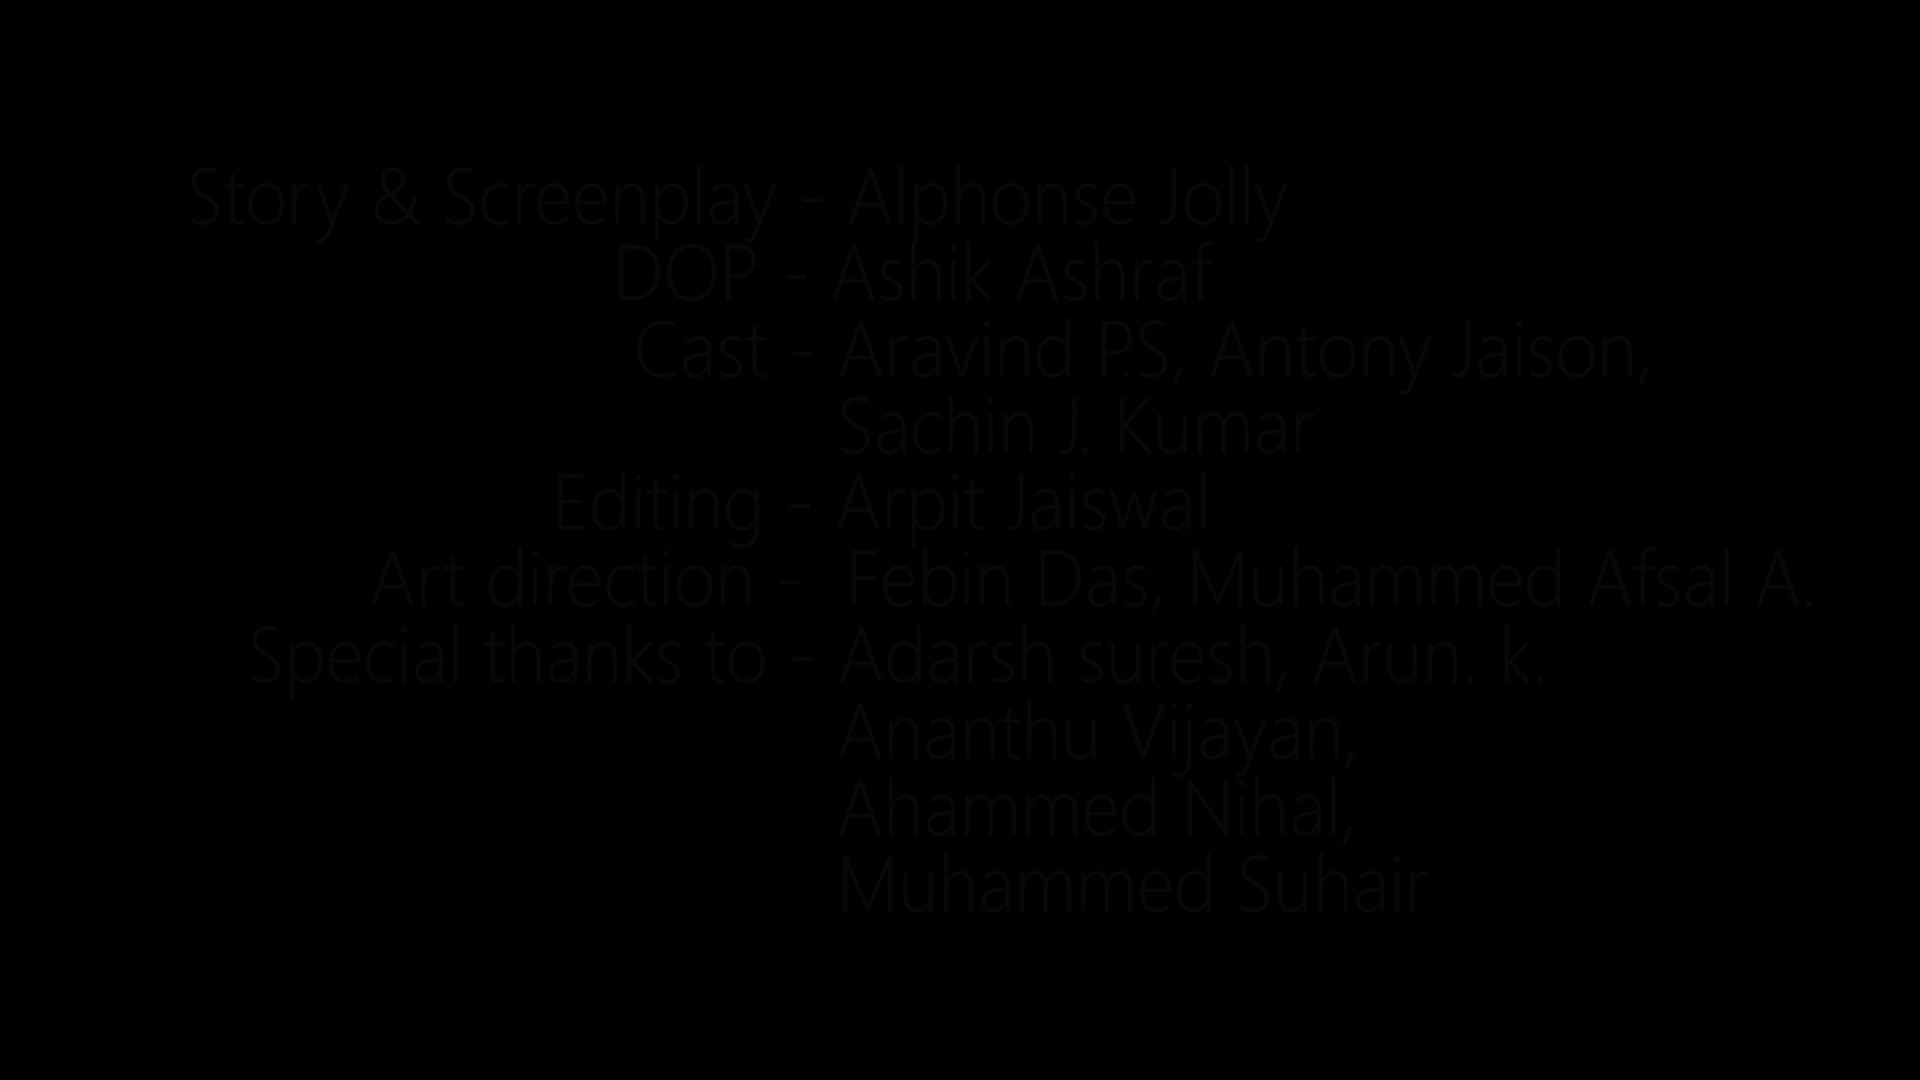 Story & Screenplay - Alphonse Jolly
DOP - Ashik Ashraf
Cast - Aravind P.S, Antony Jaison,
Sachin J. Kumar
Editing - Arpit Jaiswal
Art direction - Febin Das, Muhammed Afsal A.
Special thanks to - Adarsh suresh, Arun. k.
Ananthu Vijayan,
Ahammed Nihal,
Muhammed Suhair